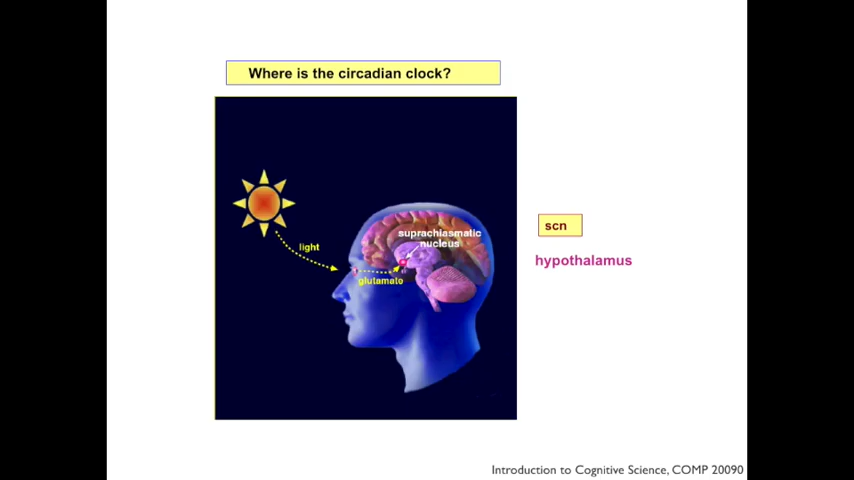 Where is the circadian clock?
suprachiasmatic
nucleus
scn
light
hypothalamus
glutamate
Introduction to Cognitive Science, COMP 20090